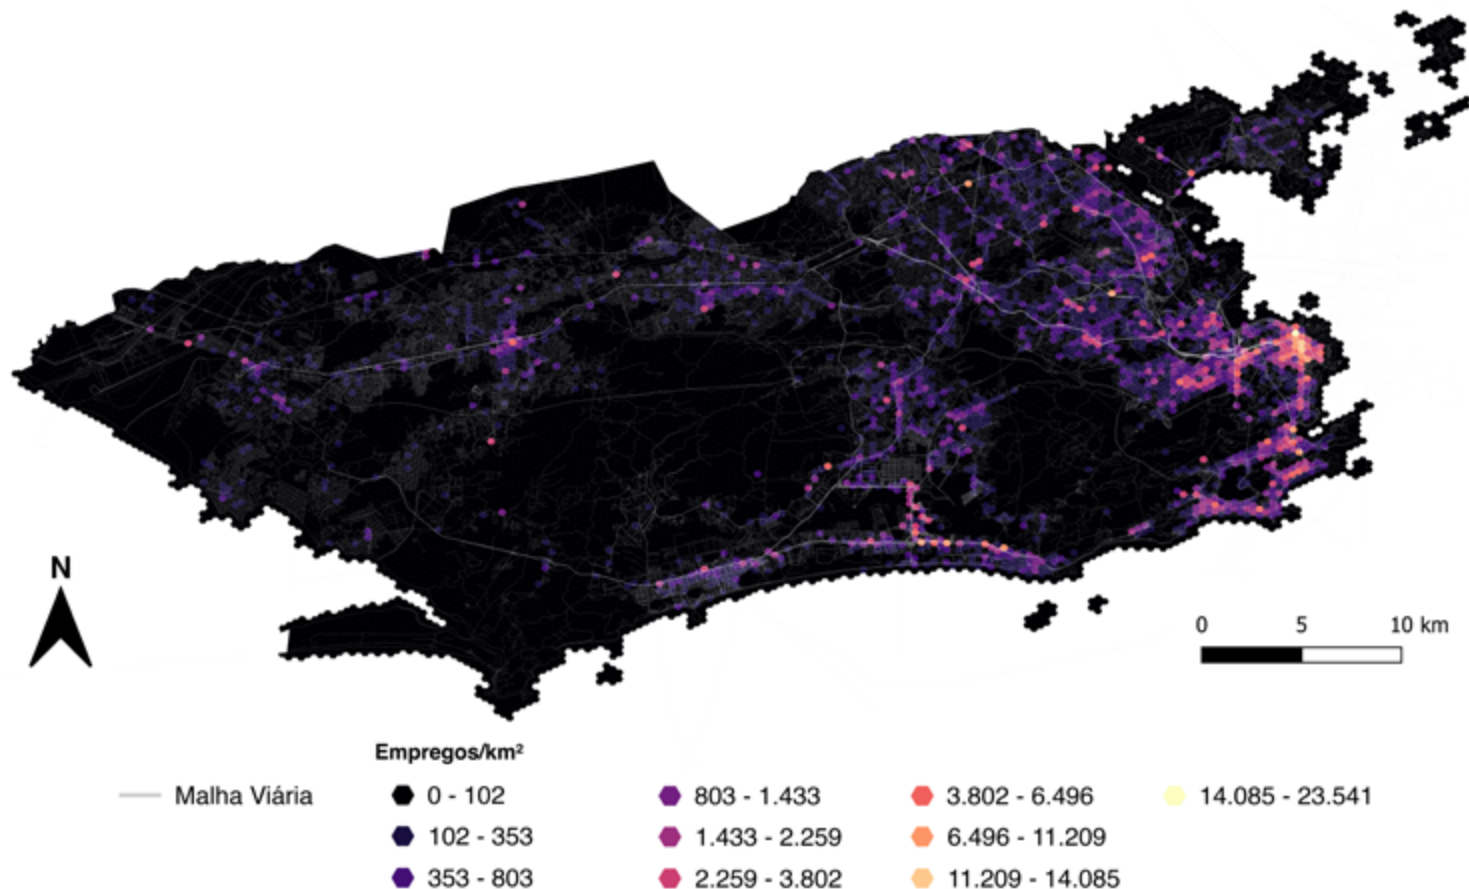 N
0 5 10 km
Empregos/km²
Malha Viária
0 - 102
102 - 353
353 - 803
803 - 1.433
1.433 - 2.259
2.259 - 3.802
3.802 - 6.496
6.496 - 11.209
11.209 - 14.085
14.085 - 23.541